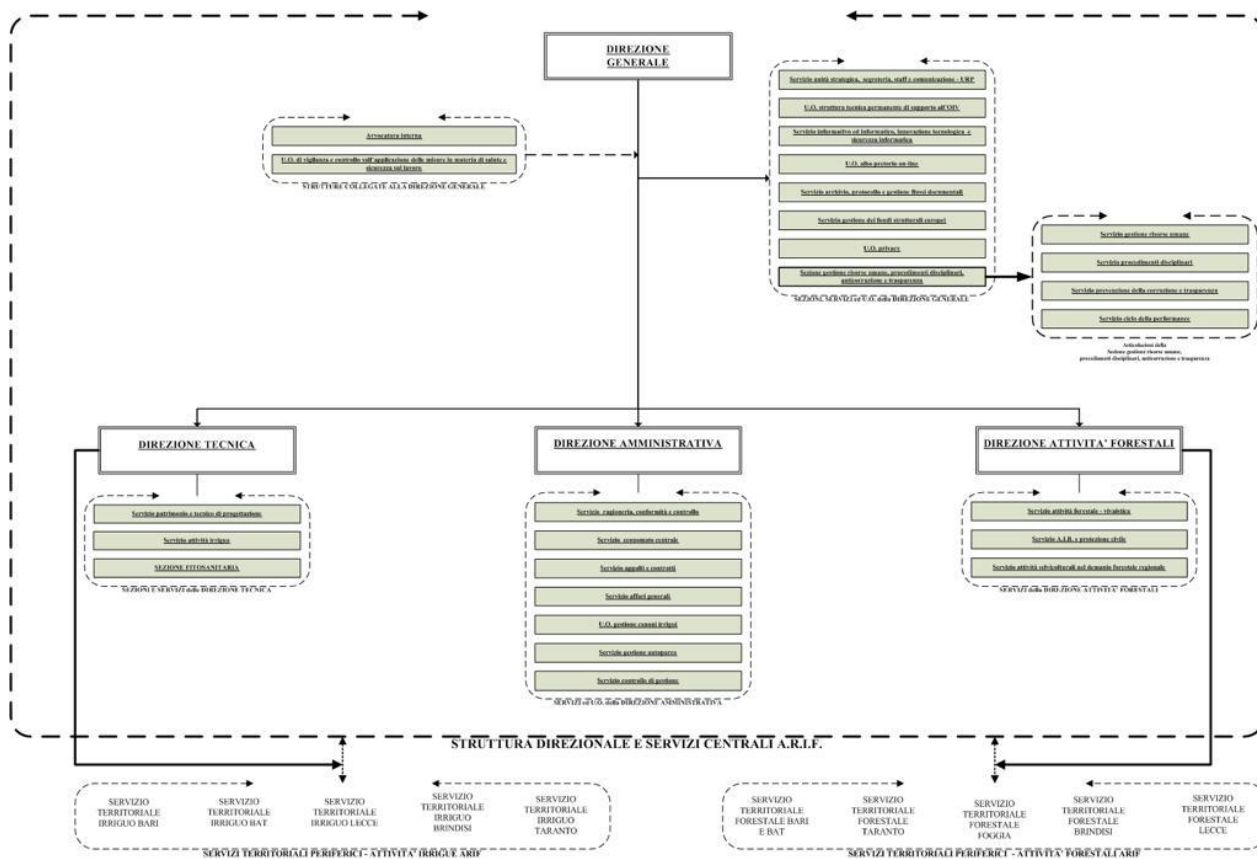 DIREZIONE
GENERALE
Servizio unità strategica, segreteria, staff e comunicazione - URP
U.O. struttura tecnica permanente di supporto all'OIV
Servizio informativo ed informatico, innovazione tecnologica e
sicurezza informatica
U.O. albo pretorio on-line
Servizio archivio, protocollo e gestione flussi documentali
Servizio gestione dei fondi strutturali europei
U.O. privacy
Sezione gestione risorse umane, procedimenti disciplinari,
anticorruzione e trasparenza
SEZIONI, SERVIZI ed U.O. della DIREZIONE GENERALE
Avvocatura interna
U.O. di vigilanza e controllo sull'applicazione delle misure in materia di salute e
sicurezza sul lavoro
STRUTTURE COLLEGATE ALLA DIREZIONE GENERALE
Servizio gestione risorse umane
Servizio procedimenti disciplinari
Servizio prevenzione della corruzione e trasparenza
Servizio ciclo della performance
Articolazioni della
Sezione gestione risorse umane,
procedimenti disciplinari, anticorruzione e trasparenza
DIREZIONE TECNICA
Servizio patrimonio e tecnico di progettazione
Servizio attività irrigua
SEZIONE FITOSANITARIA
SEZIONI E SERVIZI della DIREZIONE TECNICA
DIREZIONE AMMINISTRATIVA
Servizio ragioneria, conformità e controllo
Servizio economato centrale
Servizio appalti e contratti
Servizio affari generali
U.O. gestione canoni irrigui
Servizio gestione autoparco
Servizio controllo di gestione
SERVIZI ed U.O. della DIREZIONE AMMINISTRATIVA
DIREZIONE ATTIVITA' FORESTALI
Servizio attività forestale - vivaistica
Servizio A.I.B. e protezione civile
Servizio attività selvicolturali nel demanio forestale regionale
SERVIZI della DIREZIONE ATTIVITA' FORESTALI
STRUTTURA DIREZIONALE E SERVIZI CENTRALI A.R.I.F.
SERVIZIO
TERRITORIALE
IRRIGUO BARI
SERVIZIO
TERRITORIALE
IRRIGUO BAT
SERVIZIO
TERRITORIALE
IRRIGUO LECCE
SERVIZIO
TERRITORIALE
IRRIGUO
BRINDISI
SERVIZIO
TERRITORIALE
IRRIGUO
TARANTO
SERVIZI TERRITORIALI PERIFERICI - ATTIVITA' IRRIGUE ARIF
SERVIZIO
TERRITORIALE
FORESTALE BARI
E BAT
SERVIZIO
TERRITORIALE
FORESTALE
TARANTO
SERVIZIO
TERRITORIALE
FORESTALE
FOGGIA
SERVIZIO
TERRITORIALE
FORESTALE
BRINDISI
SERVIZIO
TERRITORIALE
FORESTALE
LECCE
SERVIZI TERRITORIALI PERIFERICI - ATTIVITA' FORESTALI ARIF